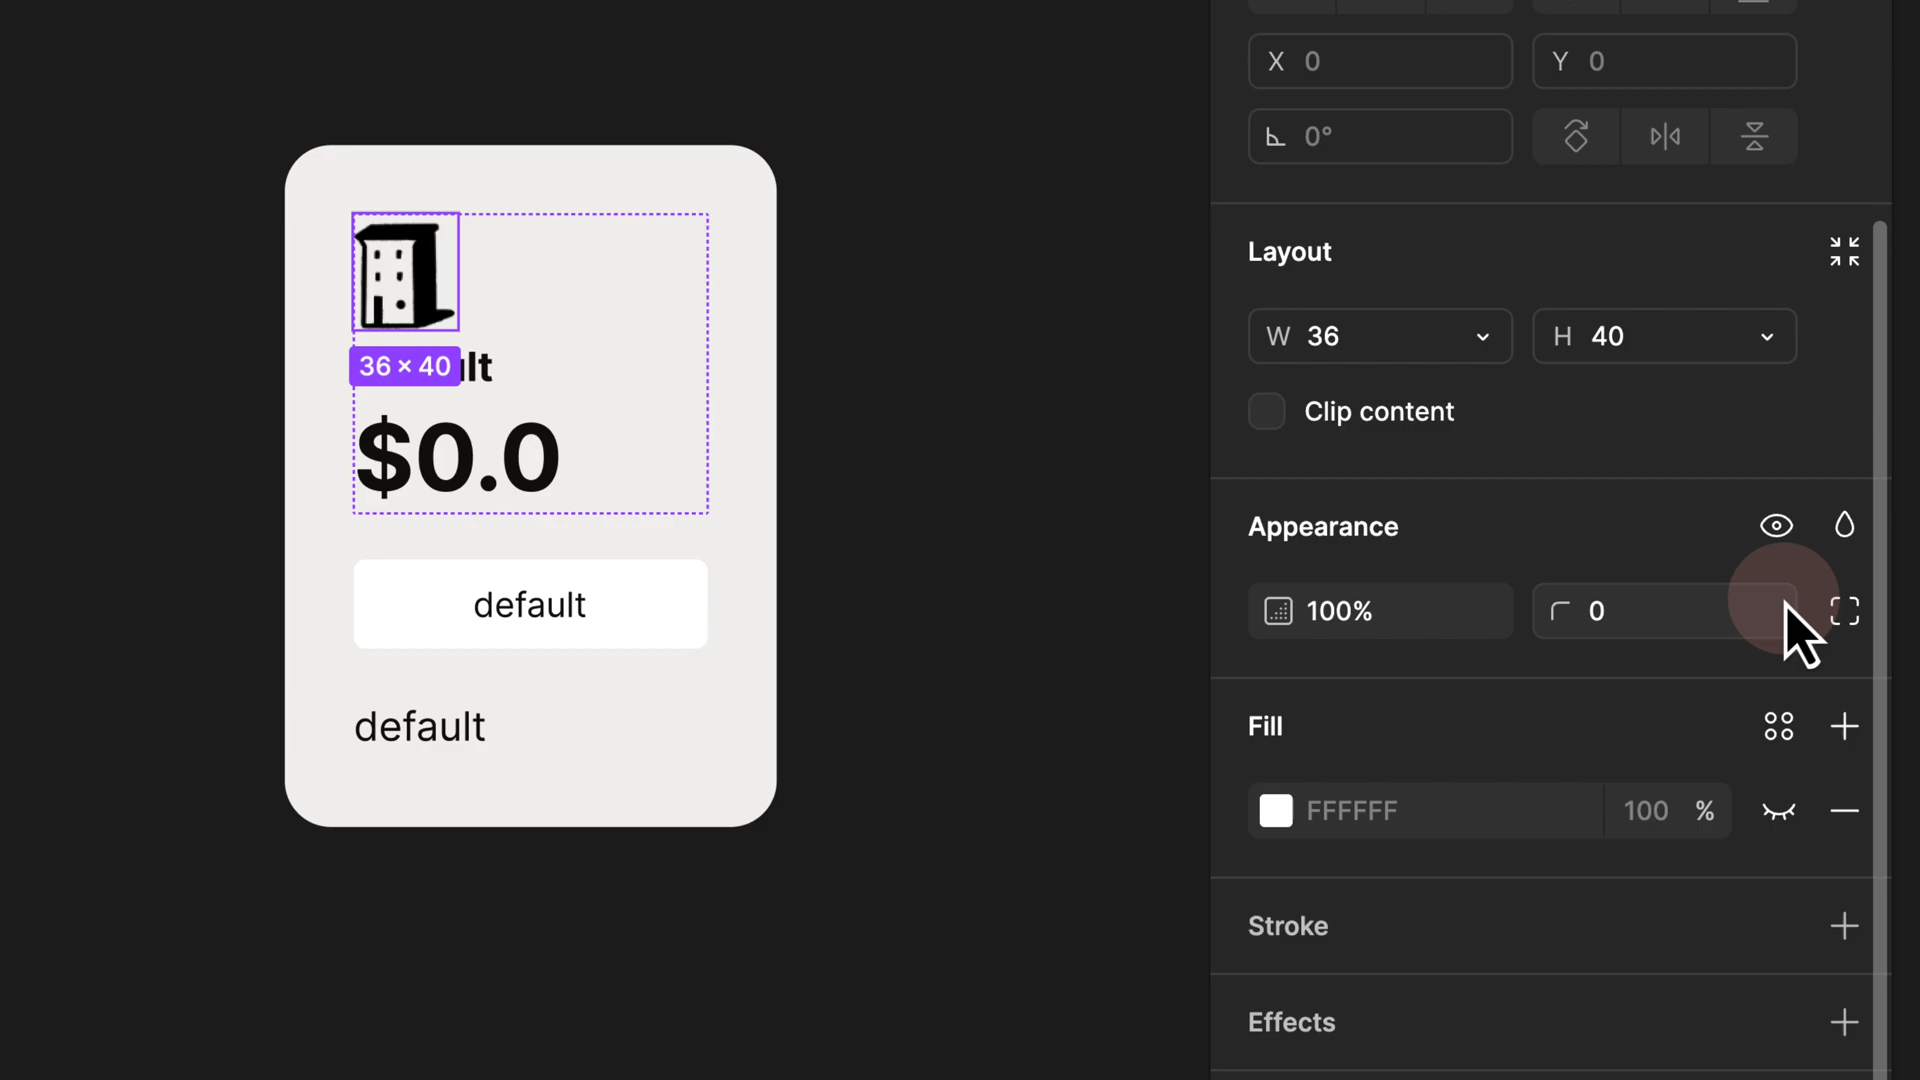 36 × 40
ult
$0.0
default
default
X 0
Y 0
0°
Layout
W 36
H 40
Clip content
Appearance
100%
0
Fill
FFFFFF 100 %
Stroke
Effects